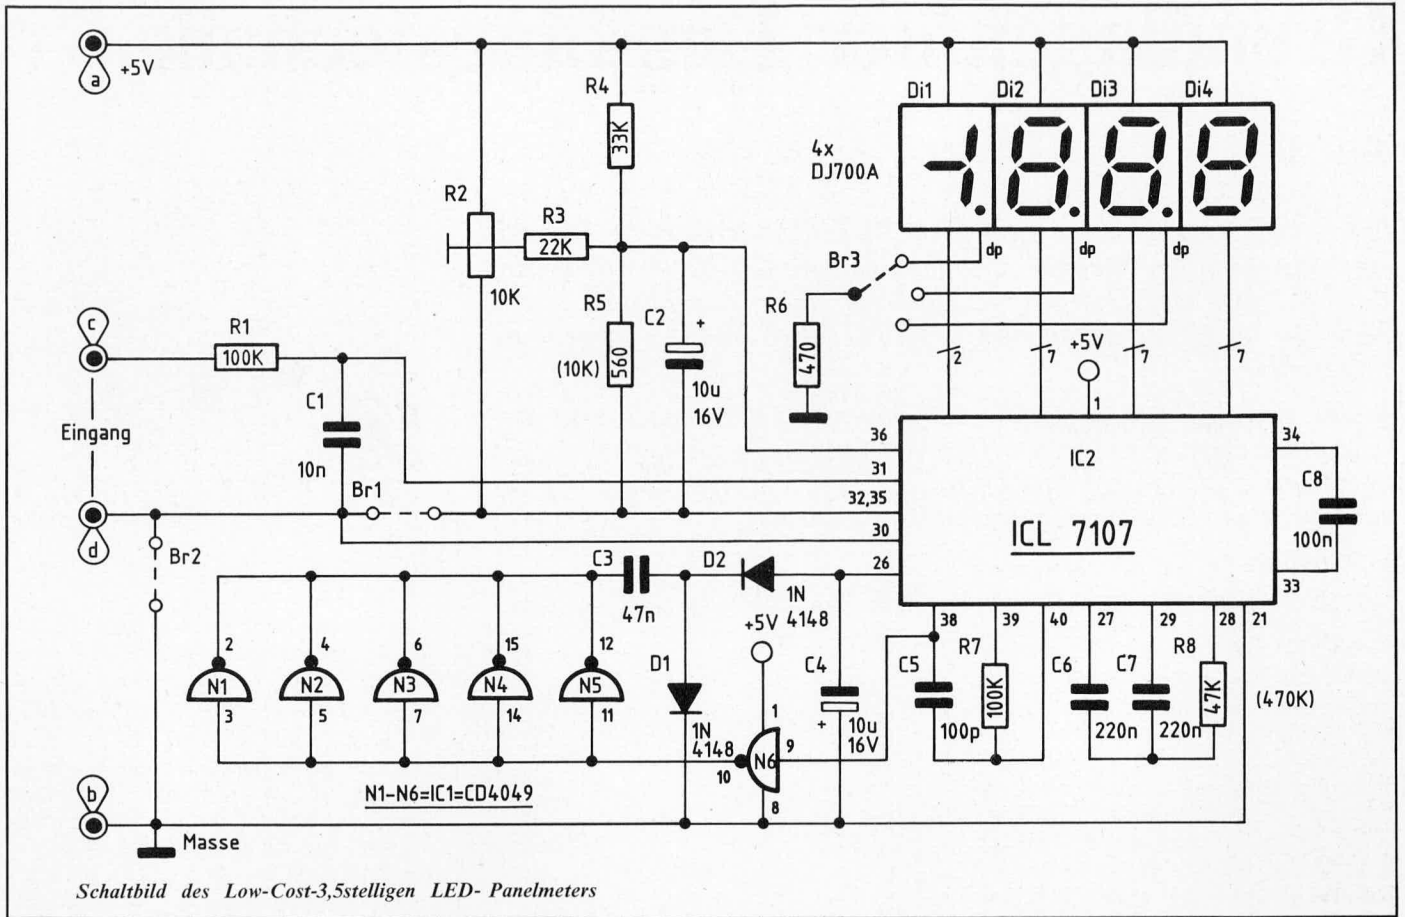 a
+5V
R4
33K
Di1
Di2
Di3
Di4
4x
DJ700A
R2
10K
R3
22K
dp
dp
dp
Br3
R6
470
c
R1
100K
R5
(10K)
560
C2
+
10u
16V
2
7
7
7
+5V
1
C1
10n
Eingang
36
31
32,35
30
26
IC2
ICL 7107
34
C8
100n
33
d
Br1
Br2
C3
47n
D2
1N
4148
38
39
40
27
29
28
21
2
4
6
15
12
N1
N2
N3
N4
N5
3
5
7
14
11
D1
1N
4148
+5V
1
N6
9
10
8
C4
+
10u
16V
C5
100p
R7
100K
C6
220n
C7
220n
R8
47K
(470K)
b
N1-N6=IC1=CD4049
Masse
Schaltbild des Low-Cost-3,5stelligen LED- Panelmeters